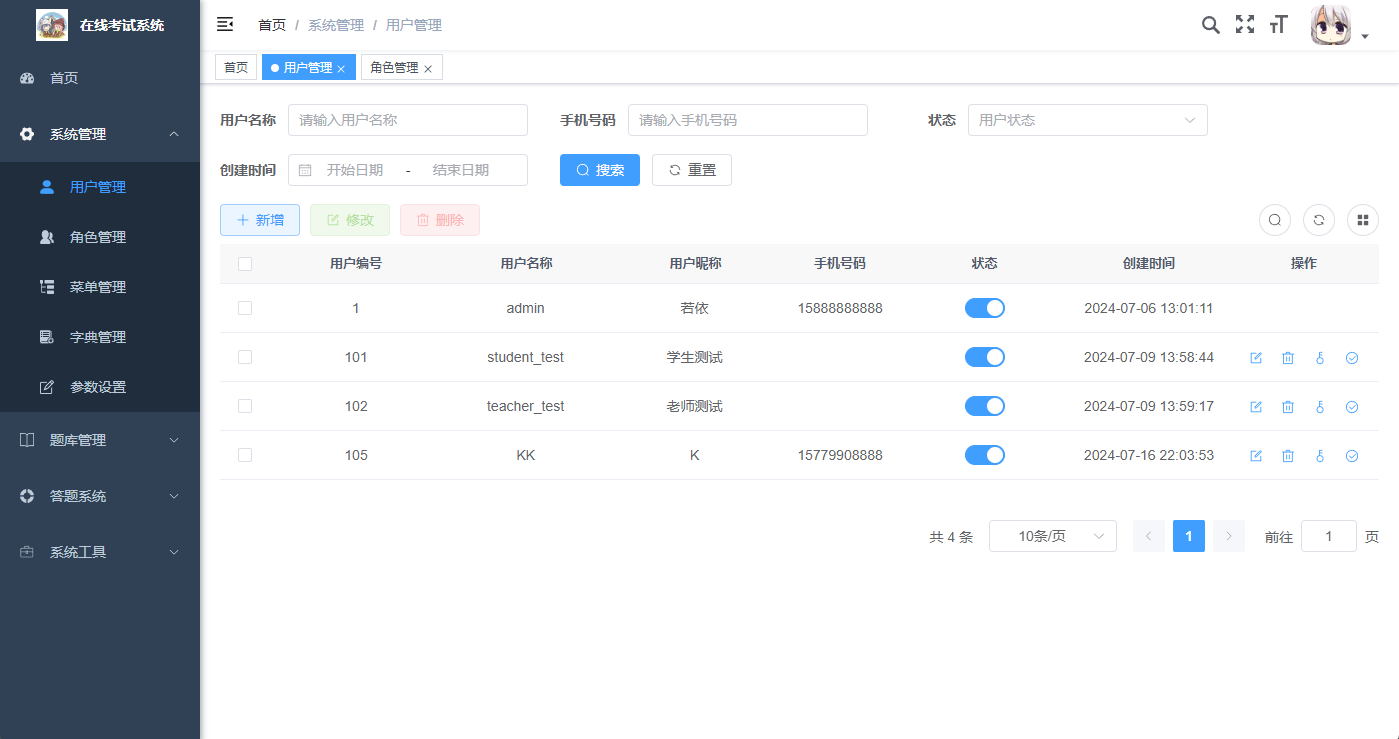 在线考试系统
首页
系统管理
用户管理
角色管理
菜单管理
字典管理
参数设置
题库管理
答题系统
系统工具
首页 / 系统管理 / 用户管理
首页 用户管理 × 角色管理 ×
用户名称 请输入用户名称 手机号码 请输入手机号码 状态 用户状态
创建时间 开始日期 - 结束日期 搜索 重置
新增 修改 删除
用户编号 用户名称 用户昵称 手机号码 状态 创建时间 操作
1 admin 若依 15888888888 2024-07-06 13:01:11
101 student_test 学生测试 2024-07-09 13:58:44
102 teacher_test 老师测试 2024-07-09 13:59:17
105 KK K 15779908888 2024-07-16 22:03:53
共 4 条 10条/页 1 前往 1 页